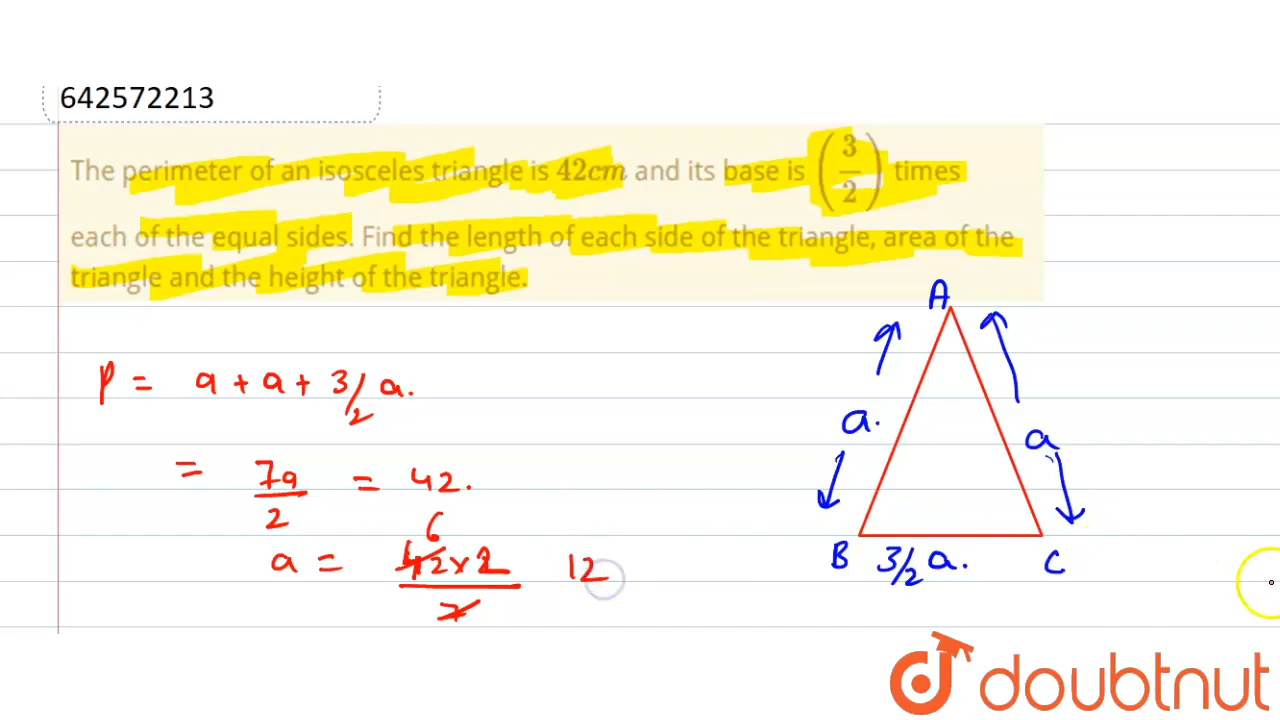 642572213
The perimeter of an isosceles triangle is 42cm and its base is (3/2) times
each of the equal sides. Find the length of each side of the triangle, area of the
triangle and the height of the triangle.
A
P = a + a + 3/2 a.
a.
a
= 7a/2 = 42.
B 3/2 a. C
6
a = 42 x 2 / 7 12
doubtnut